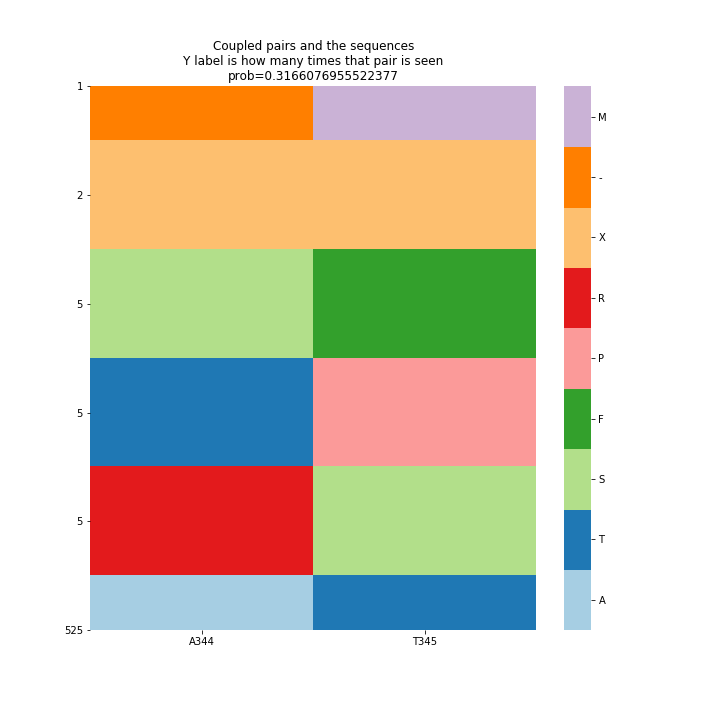 Coupled pairs and the sequences
Y label is how many times that pair is seen
prob=0.3166076955522377
1
2
5
5
5
525
A344
T345
M
-
X
R
P
F
S
T
A